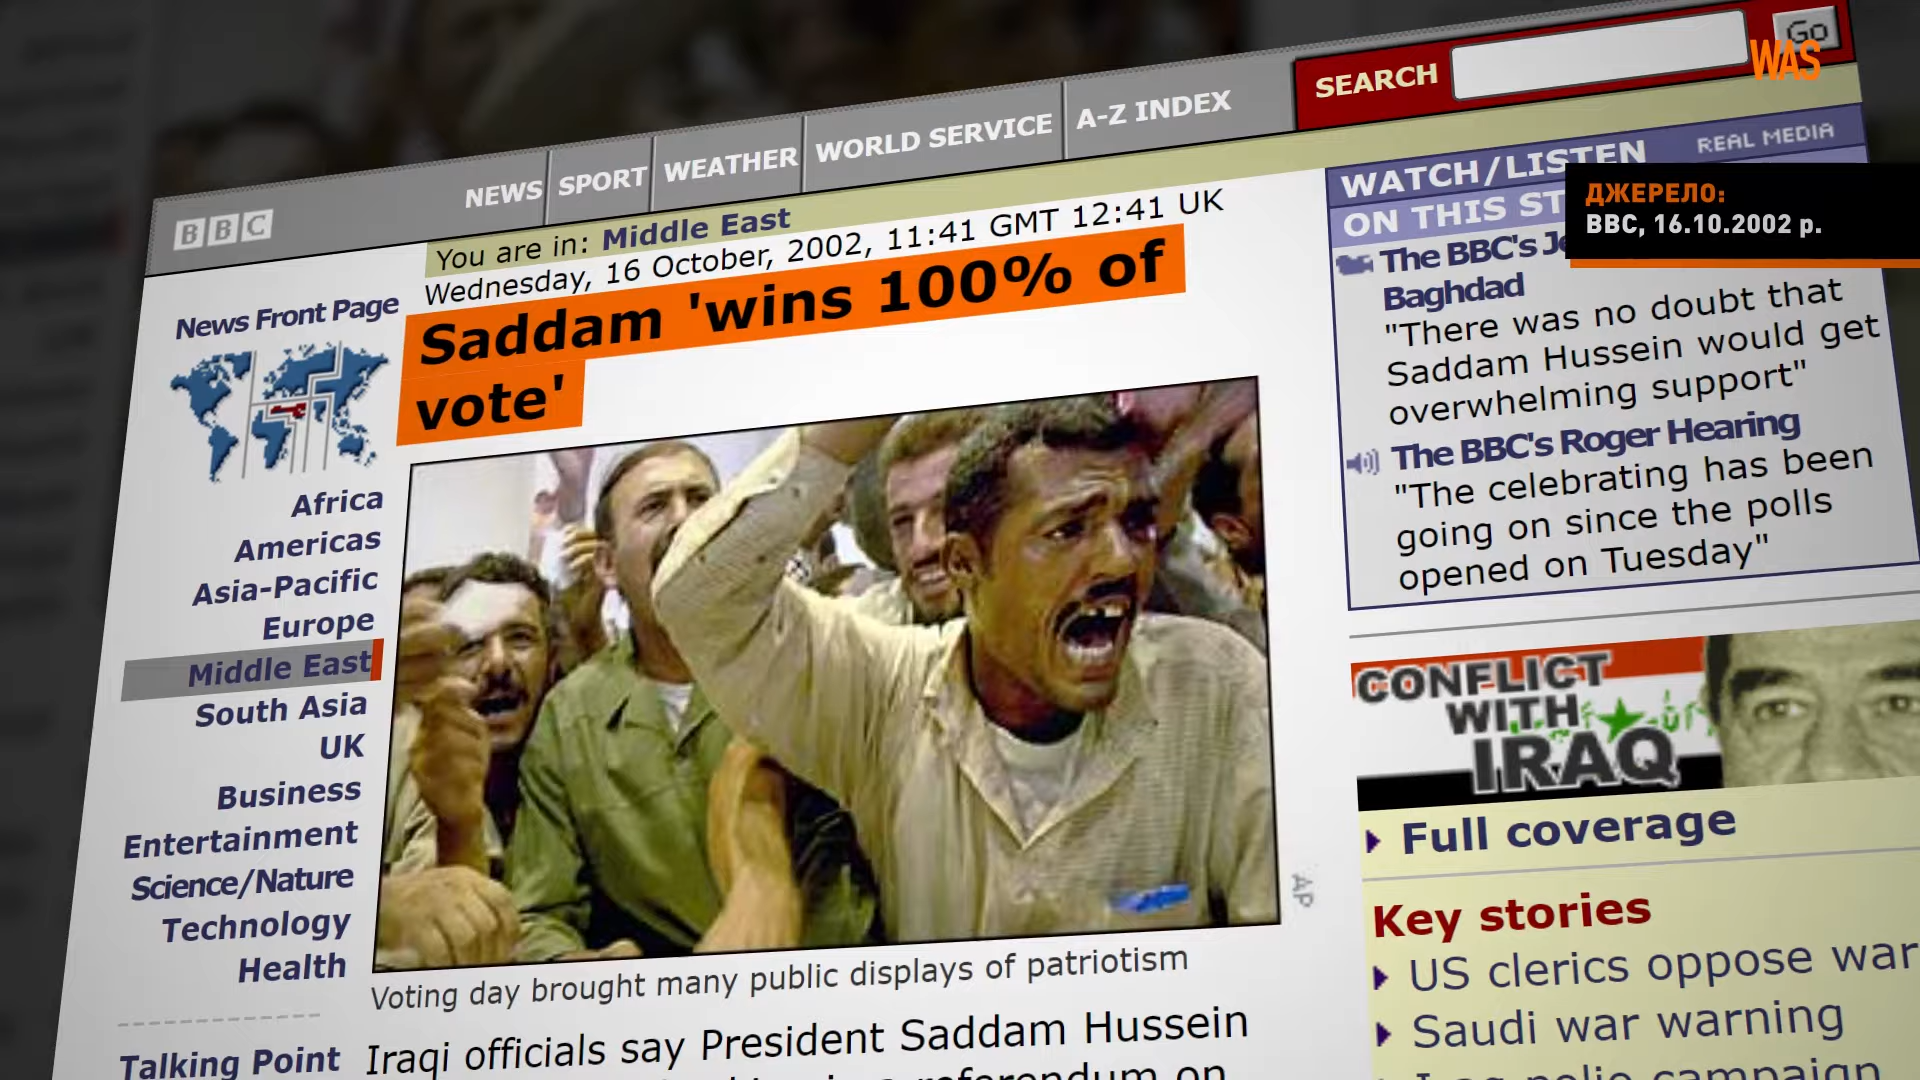 BBC
NEWS
SPORT
WEATHER
WORLD SERVICE
A-Z INDEX
SEARCH
Go
WAS
You are in: Middle East
Wednesday, 16 October, 2002, 11:41 GMT 12:41 UK
Saddam 'wins 100% of
vote'
News Front Page
Africa
Americas
Asia-Pacific
Europe
Middle East
South Asia
UK
Business
Entertainment
Science/Nature
Technology
Health
Talking Point
AP
Voting day brought many public displays of patriotism
Iraqi officials say President Saddam Hussein
referendum on
WATCH/LISTEN
REAL MEDIA
ON THIS ST
ДЖЕРЕЛО:
BBC, 16.10.2002 р.
The BBC's Je
Baghdad
"There was no doubt that
Saddam Hussein would get
overwhelming support"
The BBC's Roger Hearing
"The celebrating has been
going on since the polls
opened on Tuesday"
CONFLICT
WITH
IRAQ
Full coverage
Key stories
US clerics oppose war
Saudi war warning
Iraq polio campaign